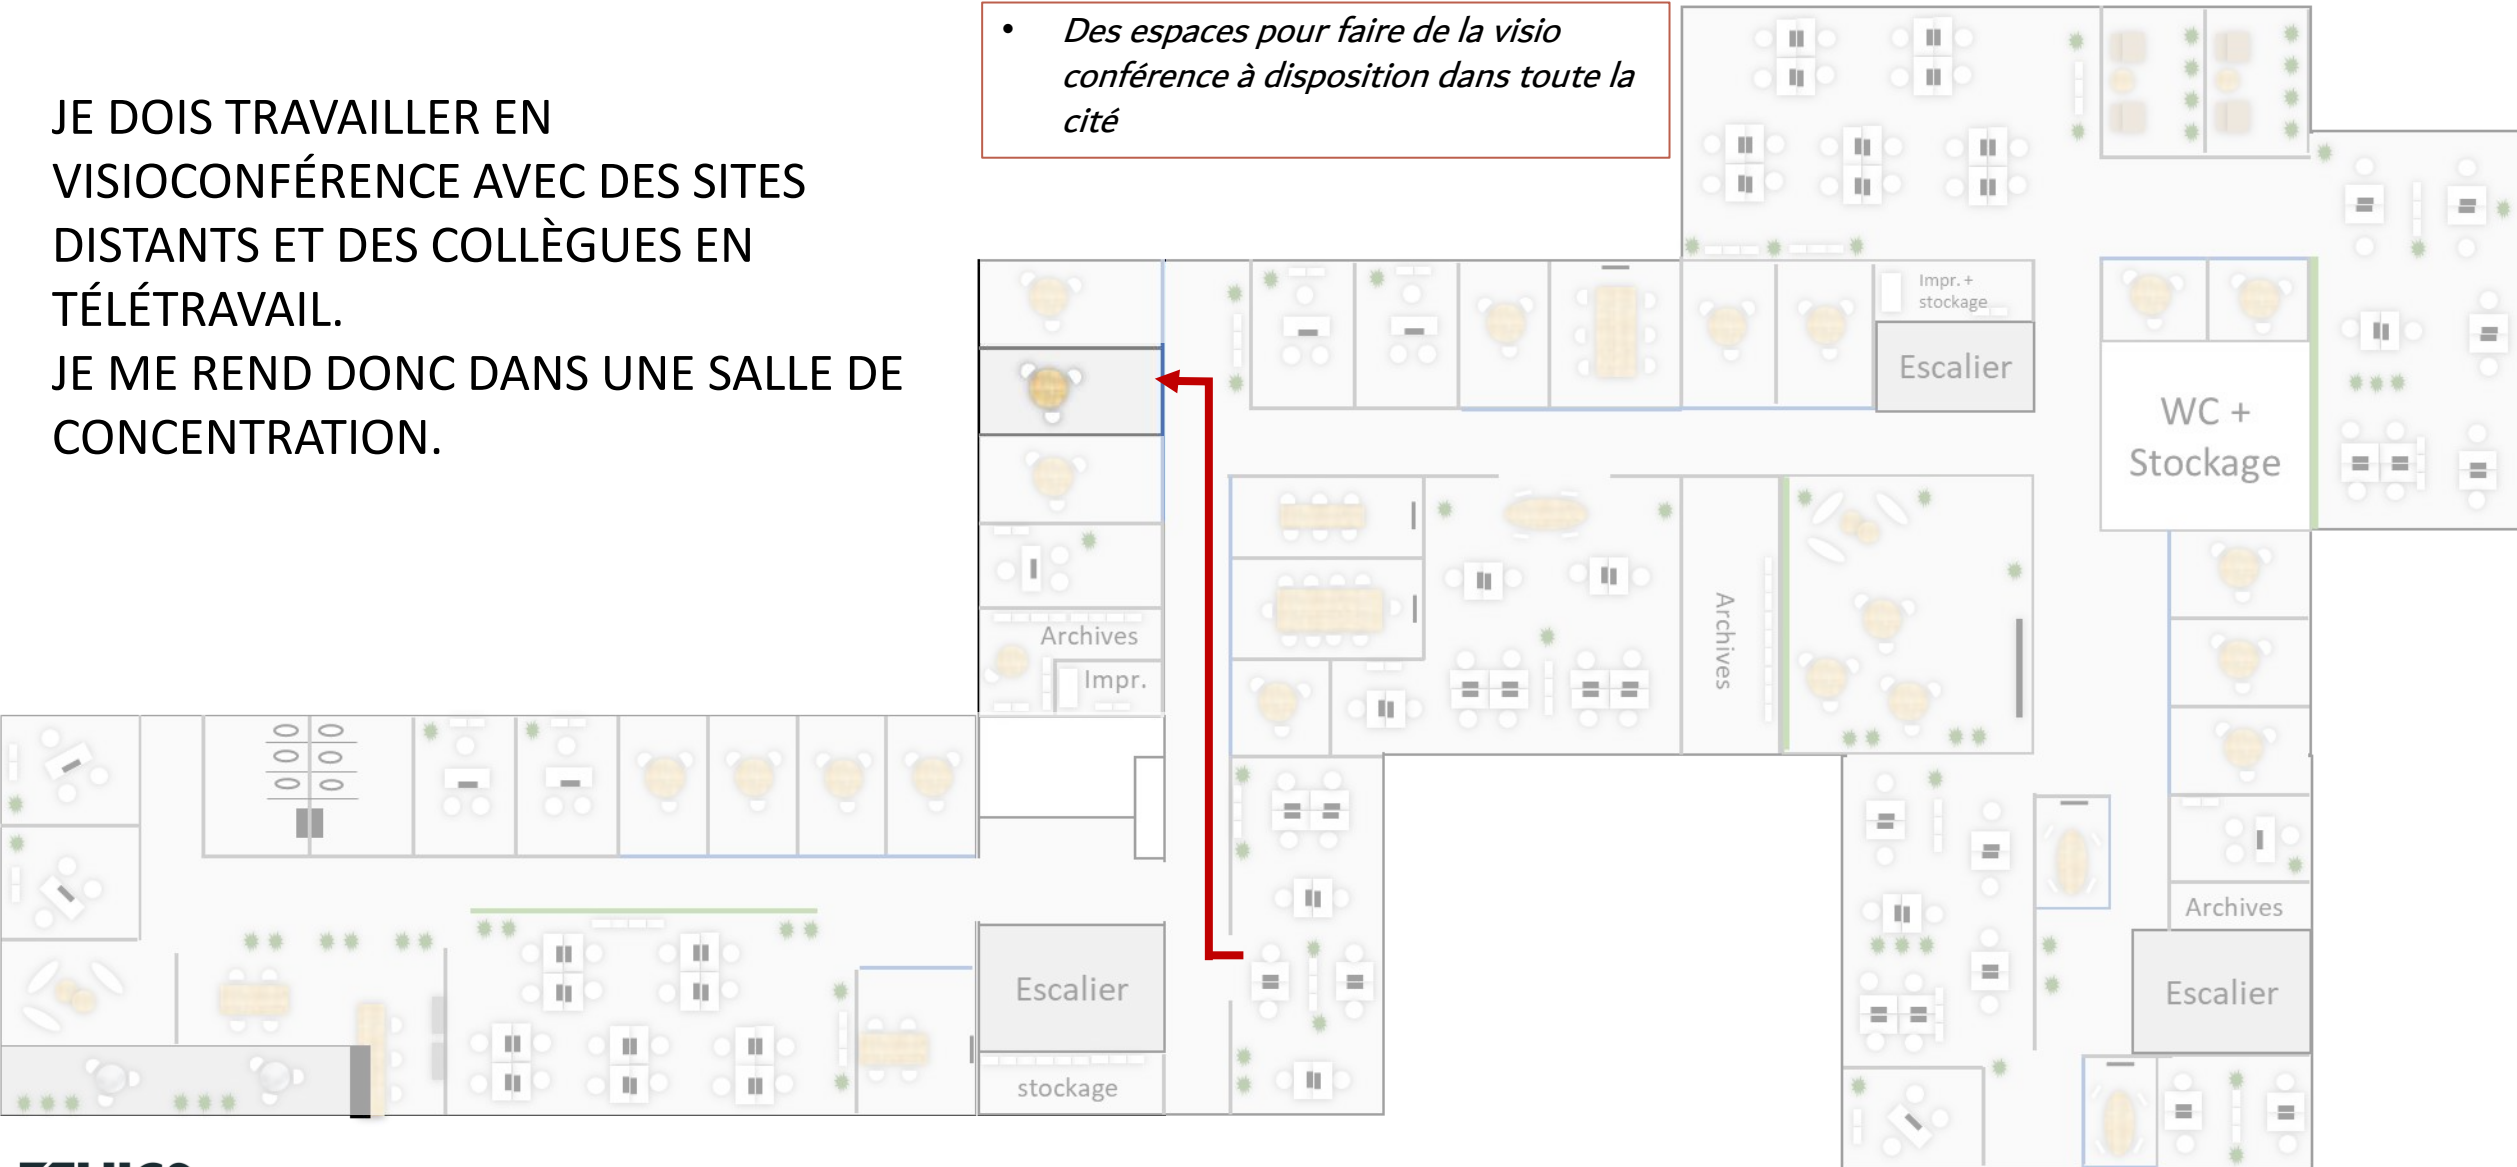 • Des espaces pour faire de la visio
conférence à disposition dans toute la
cité
JE DOIS TRAVAILLER EN
VISIOCONFÉRENCE AVEC DES SITES
DISTANTS ET DES COLLÈGUES EN
TÉLÉTRAVAIL.
JE ME REND DONC DANS UNE SALLE DE
CONCENTRATION.
Impr. +
stockage
Escalier
WC +
Stockage
Archives
Impr.
Archives
Archives
Escalier
stockage
Escalier